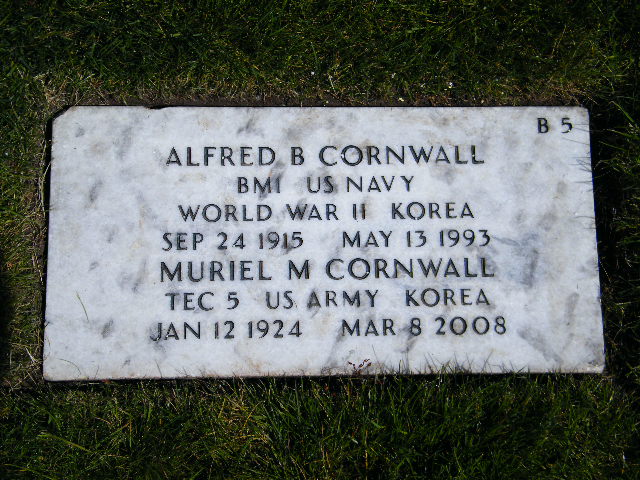 B 5
ALFRED B CORNWALL
BM1 US NAVY
WORLD WAR II KOREA
SEP 24 1915 MAY 13 1993
MURIEL M CORNWALL
TEC 5 US ARMY KOREA
JAN 12 1924 MAR 8 2008